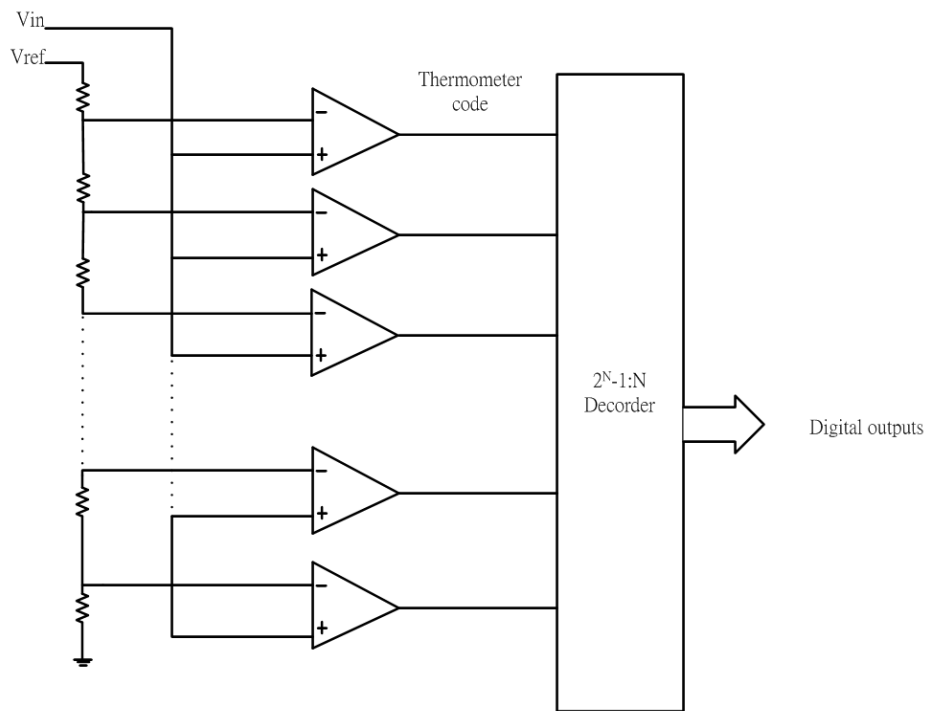 Vin
Vref
Thermometer
code
−
+
−
+
−
+
−
+
−
+
2ᴺ-1:N
Decorder
Digital outputs